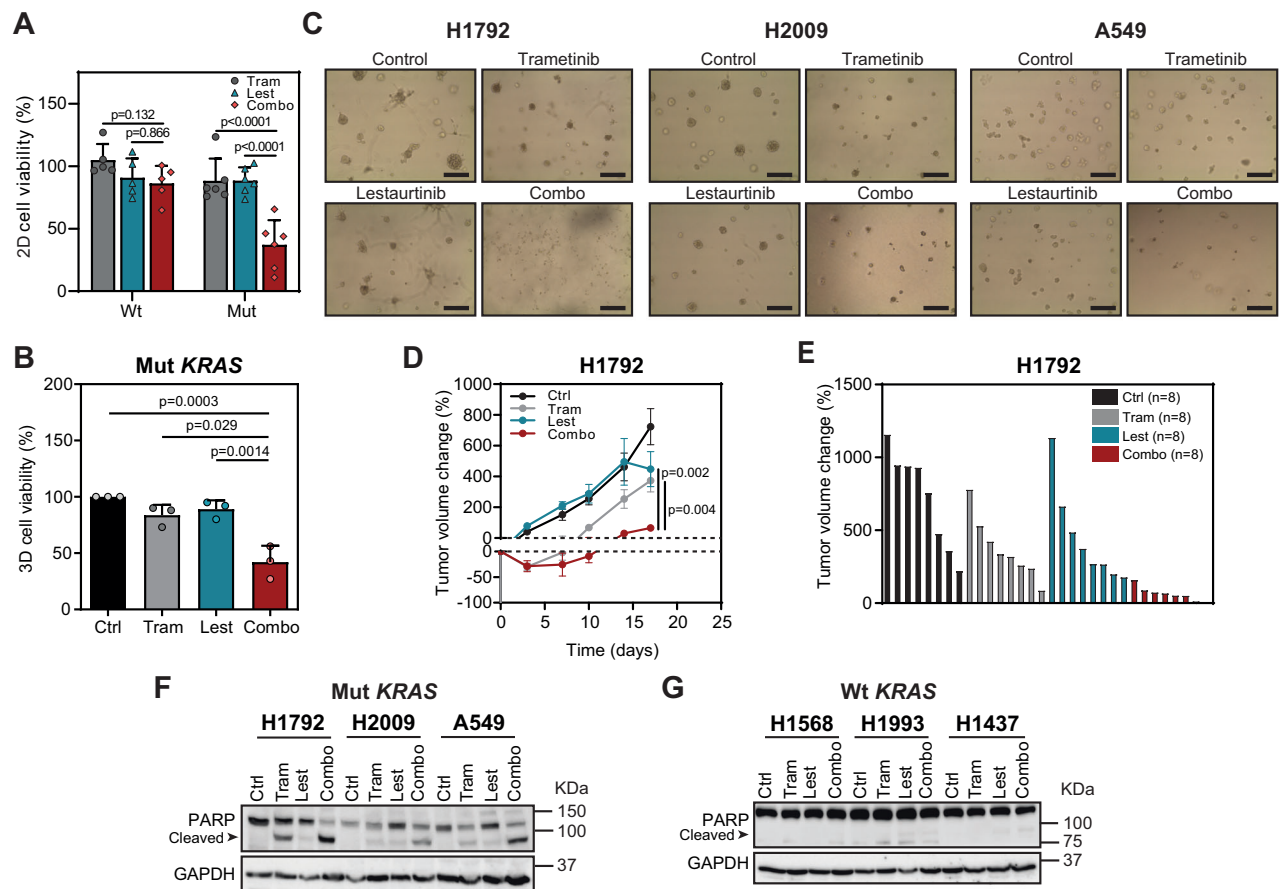 A
2D cell viability (%)
150
100
50
0
Tram
Lest
Combo
p=0.132
p=0.866
p<0.0001
p<0.0001
Wt
Mut
B
Mut KRAS
3D cell viability (%)
200
150
100
50
0
p=0.0003
p=0.029
p=0.0014
Ctrl
Tram
Lest
Combo
C
H1792
H2009
A549
Control
Trametinib
Control
Trametinib
Control
Trametinib
Lestaurtinib
Combo
Lestaurtinib
Combo
Lestaurtinib
Combo
D
H1792
Tumor volume change (%)
1000
800
600
400
200
0
0
-50
-100
Ctrl
Tram
Lest
Combo
p=0.002
p=0.004
0
5
10
15
20
25
Time (days)
E
H1792
Tumor volume change (%)
1500
1000
500
0
Ctrl (n=8)
Tram (n=8)
Lest (n=8)
Combo (n=8)
F
Mut KRAS
H1792
H2009
A549
Ctrl
Tram
Lest
Combo
Ctrl
Tram
Lest
Combo
Ctrl
Tram
Lest
Combo
KDa
PARP
Cleaved
150
100
GAPDH
37
G
Wt KRAS
H1568
H1993
H1437
Ctrl
Tram
Lest
Combo
Ctrl
Tram
Lest
Combo
Ctrl
Tram
Lest
Combo
KDa
PARP
Cleaved
100
75
GAPDH
37